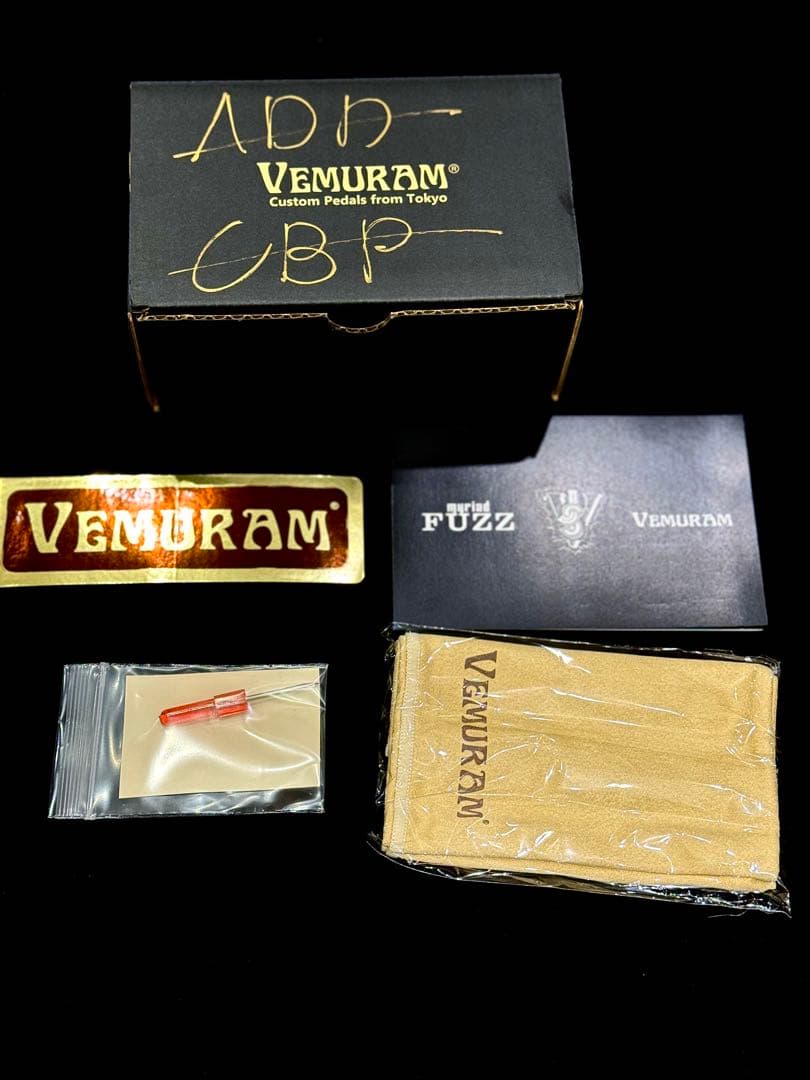 ADD
VEMURAM®
Custom Pedals from Tokyo
CBP
VEMURAM®
myriad
FUZZ
VEMURAM
VEMURAM®